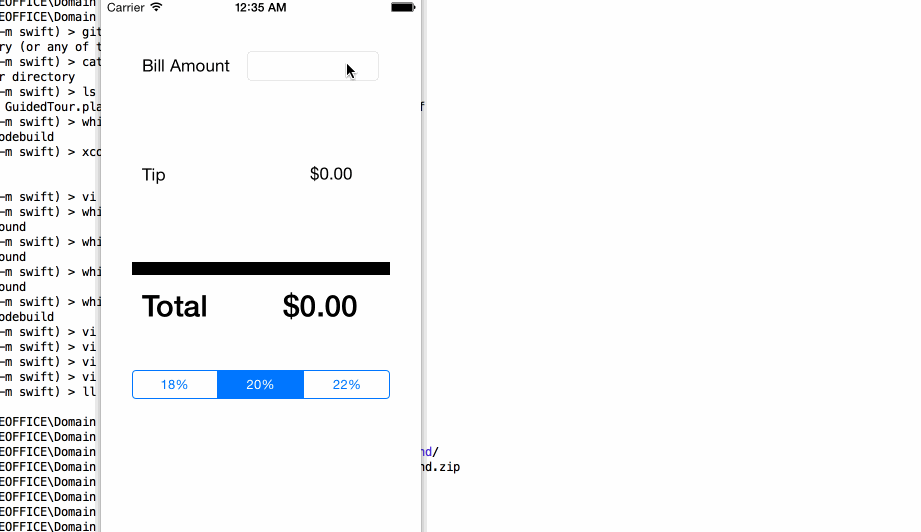 Carrier 12:35 AM
Bill Amount
Tip $0.00
Total $0.00
18% 20% 22%
EOFFICE\Domain
EOFFICE\Domain
-m swift) > git
ry (or any of t
-m swift) > cat
r directory
-m swift) > ls
GuidedTour.pla
-m swift) > whi
odebuild
-m swift) > xco
-m swift) > vi
-m swift) > whi
ound
-m swift) > whi
ound
-m swift) > whi
ound
-m swift) > whi
odebuild
-m swift) > vi
-m swift) > vi
-m swift) > vi
-m swift) > vi
-m swift) > ll
EOFFICE\Domain
EOFFICE\Domain
EOFFICE\Domain nd/
EOFFICE\Domain nd.zip
EOFFICE\Domain
EOFFICE\Domain
EOFFICE\Domain
EOFFICE\Domain